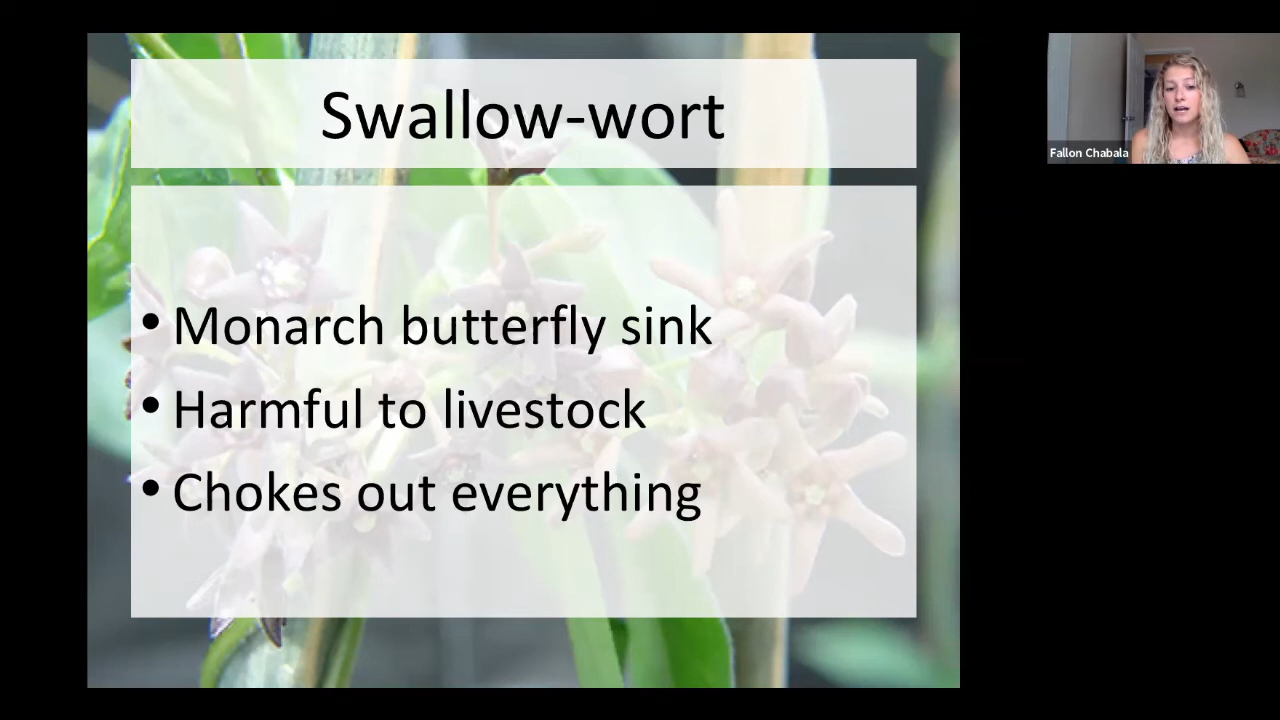 Swallow-wort
• Monarch butterfly sink
• Harmful to livestock
• Chokes out everything
Fallon Chabala